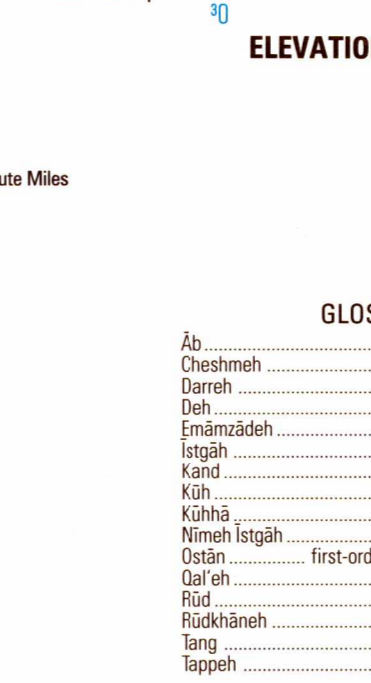 30
ELEVATIO
ute Miles
GLOS
Āb
Cheshmeh
Darreh
Deh
Emāmzādeh
Īstgāh
Kand
Kūh
Kūhhā
Nīmeh Īstgāh
Ostān first-ord
Qal‘eh
Rūd
Rūdkhāneh
Tang
Tappeh